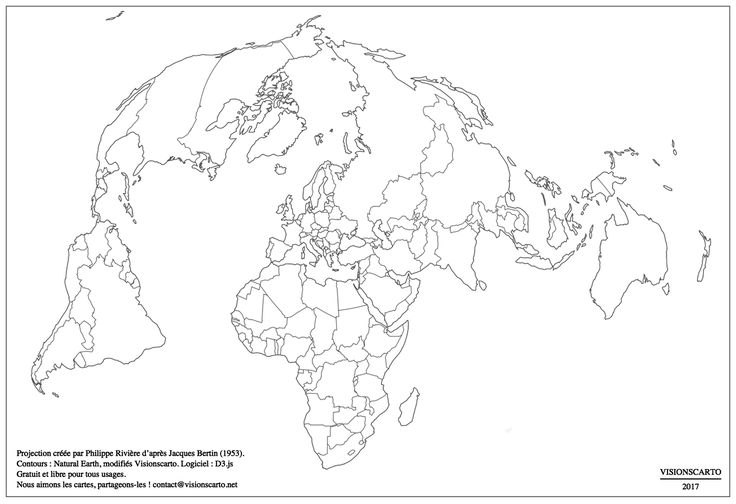 Projection créée par Philippe Rivière d'après Jacques Bertin (1953).
Contours : Natural Earth, modifiés Visionscarto. Logiciel : D3.js
Gratuit et libre pour tous usages.
Nous aimons les cartes, partageons-les ! contact@visionscarto.net
VISIONSCARTO
2017